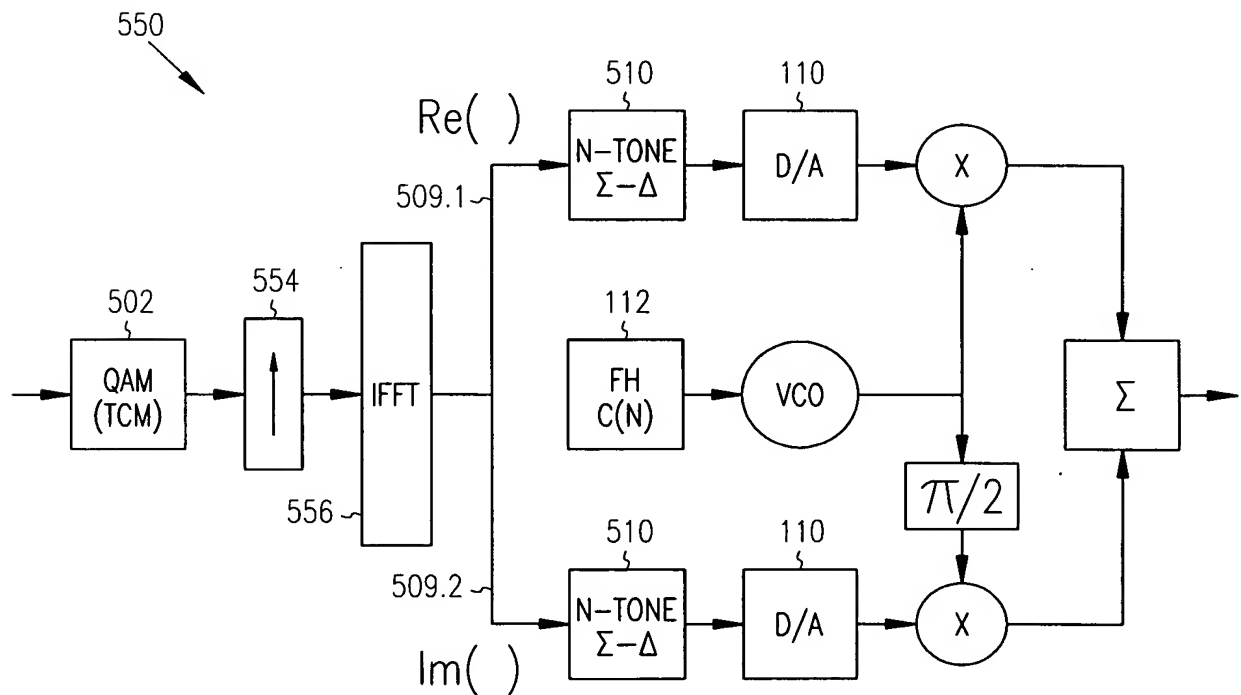 550
510
110
Re( )
N-TONE
Σ-Δ
D/A
X
509.1
554
502
112
QAM
(TCM)
↑
IFFT
FH
C(N)
VCO
Σ
π/2
556
510
110
509.2
N-TONE
Σ-Δ
D/A
X
Im( )